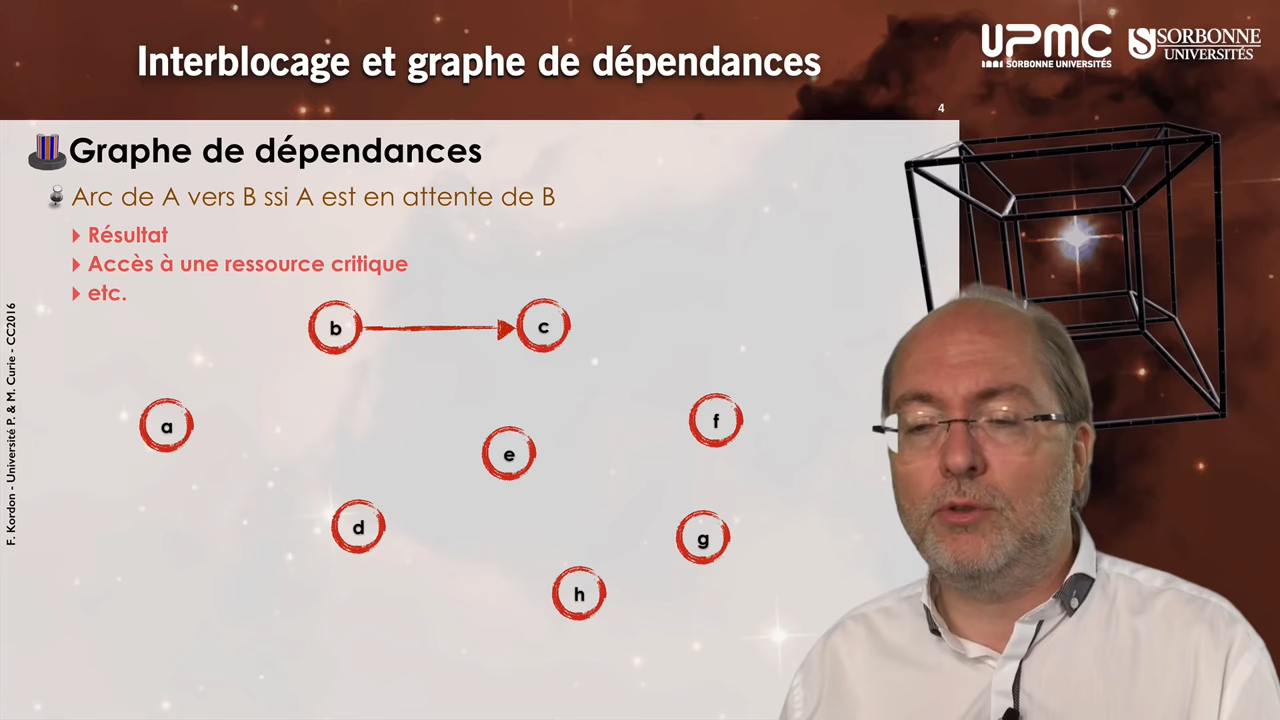 Interblocage et graphe de dépendances
UPMC
SORBONNE UNIVERSITÉS
SORBONNE
UNIVERSITÉS
4
Graphe de dépendances
Arc de A vers B ssi A est en attente de B
Résultat
Accès à une ressource critique
etc.
b
c
a
f
e
d
g
h
F. Kordon - Université P. & M. Curie - CC2016